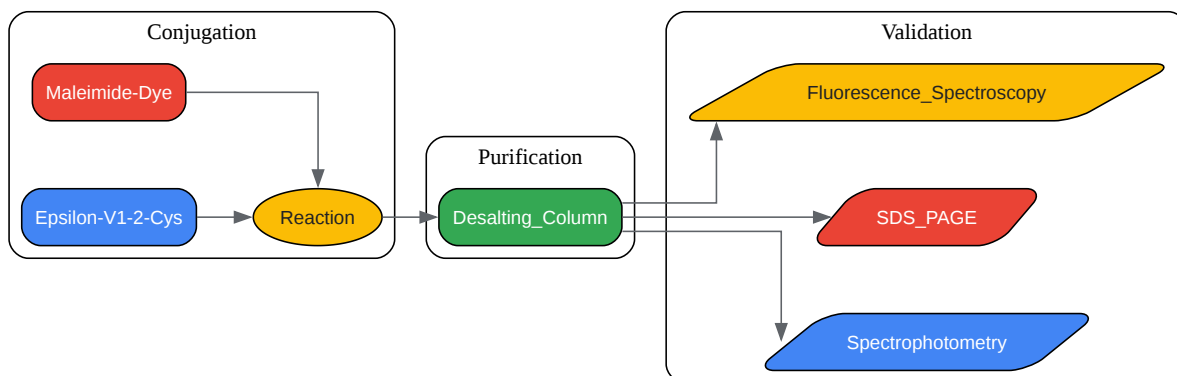 Conjugation
Maleimide-Dye
Epsilon-V1-2-Cys
Reaction
Purification
Desalting_Column
Validation
Fluorescence_Spectroscopy
SDS_PAGE
Spectrophotometry